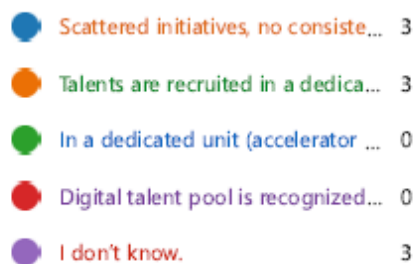 Scattered initiatives, no consiste... 3
Talents are recruited in a dedica... 3
In a dedicated unit (accelerator ... 0
Digital talent pool is recognized... 0
I don't know. 3